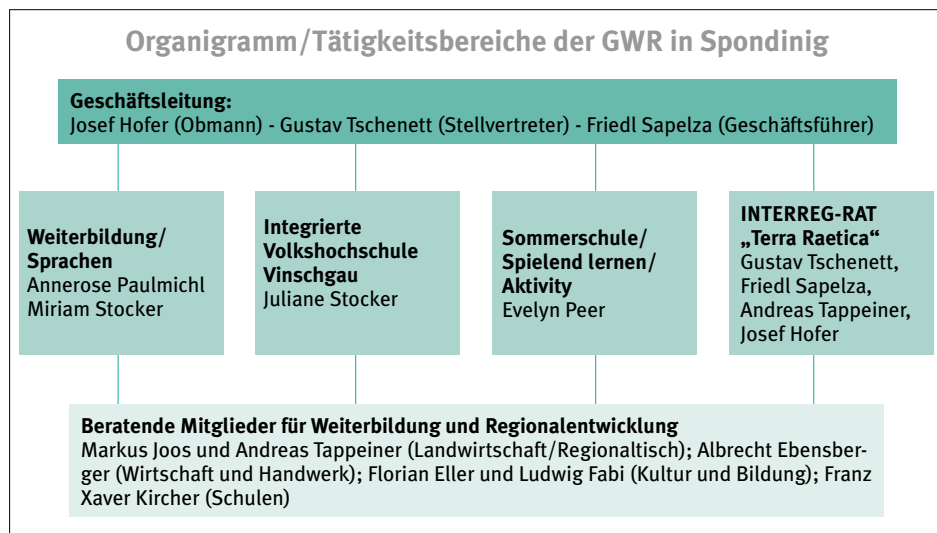 Organigramm/Tätigkeitsbereiche der GWR in Spondinig
Geschäftsleitung:
Josef Hofer (Obmann) - Gustav Tschenett (Stellvertreter) - Friedl Sapelza (Geschäftsführer)
Weiterbildung/
Sprachen
Annerose Paulmichl
Miriam Stocker
Integrierte
Volkshochschule
Vinschgau
Juliane Stocker
Sommerschule/
Spielend lernen/
Aktivity
Evelyn Peer
INTERREG-RAT
„Terra Raetica“
Gustav Tschenett,
Friedl Sapelza,
Andreas Tappeiner,
Josef Hofer
Beratende Mitglieder für Weiterbildung und Regionalentwicklung
Markus Joos und Andreas Tappeiner (Landwirtschaft/Regionaltisch); Albrecht Ebensber-
ger (Wirtschaft und Handwerk); Florian Eller und Ludwig Fabi (Kultur und Bildung); Franz
Xaver Kircher (Schulen)